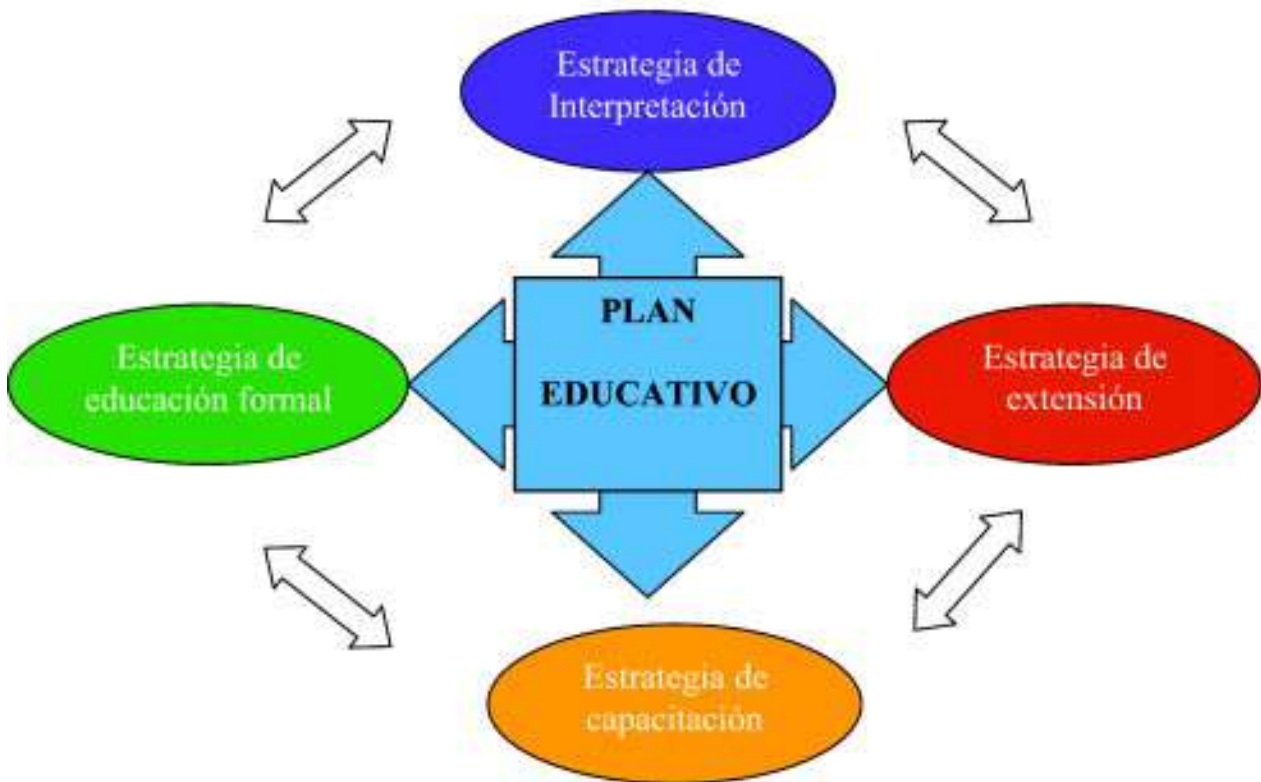 Estrategia de
Interpretación
PLAN
EDUCATIVO
Estrategia de
educación formal
Estrategia de
extensión
Estrategia de
capacitación